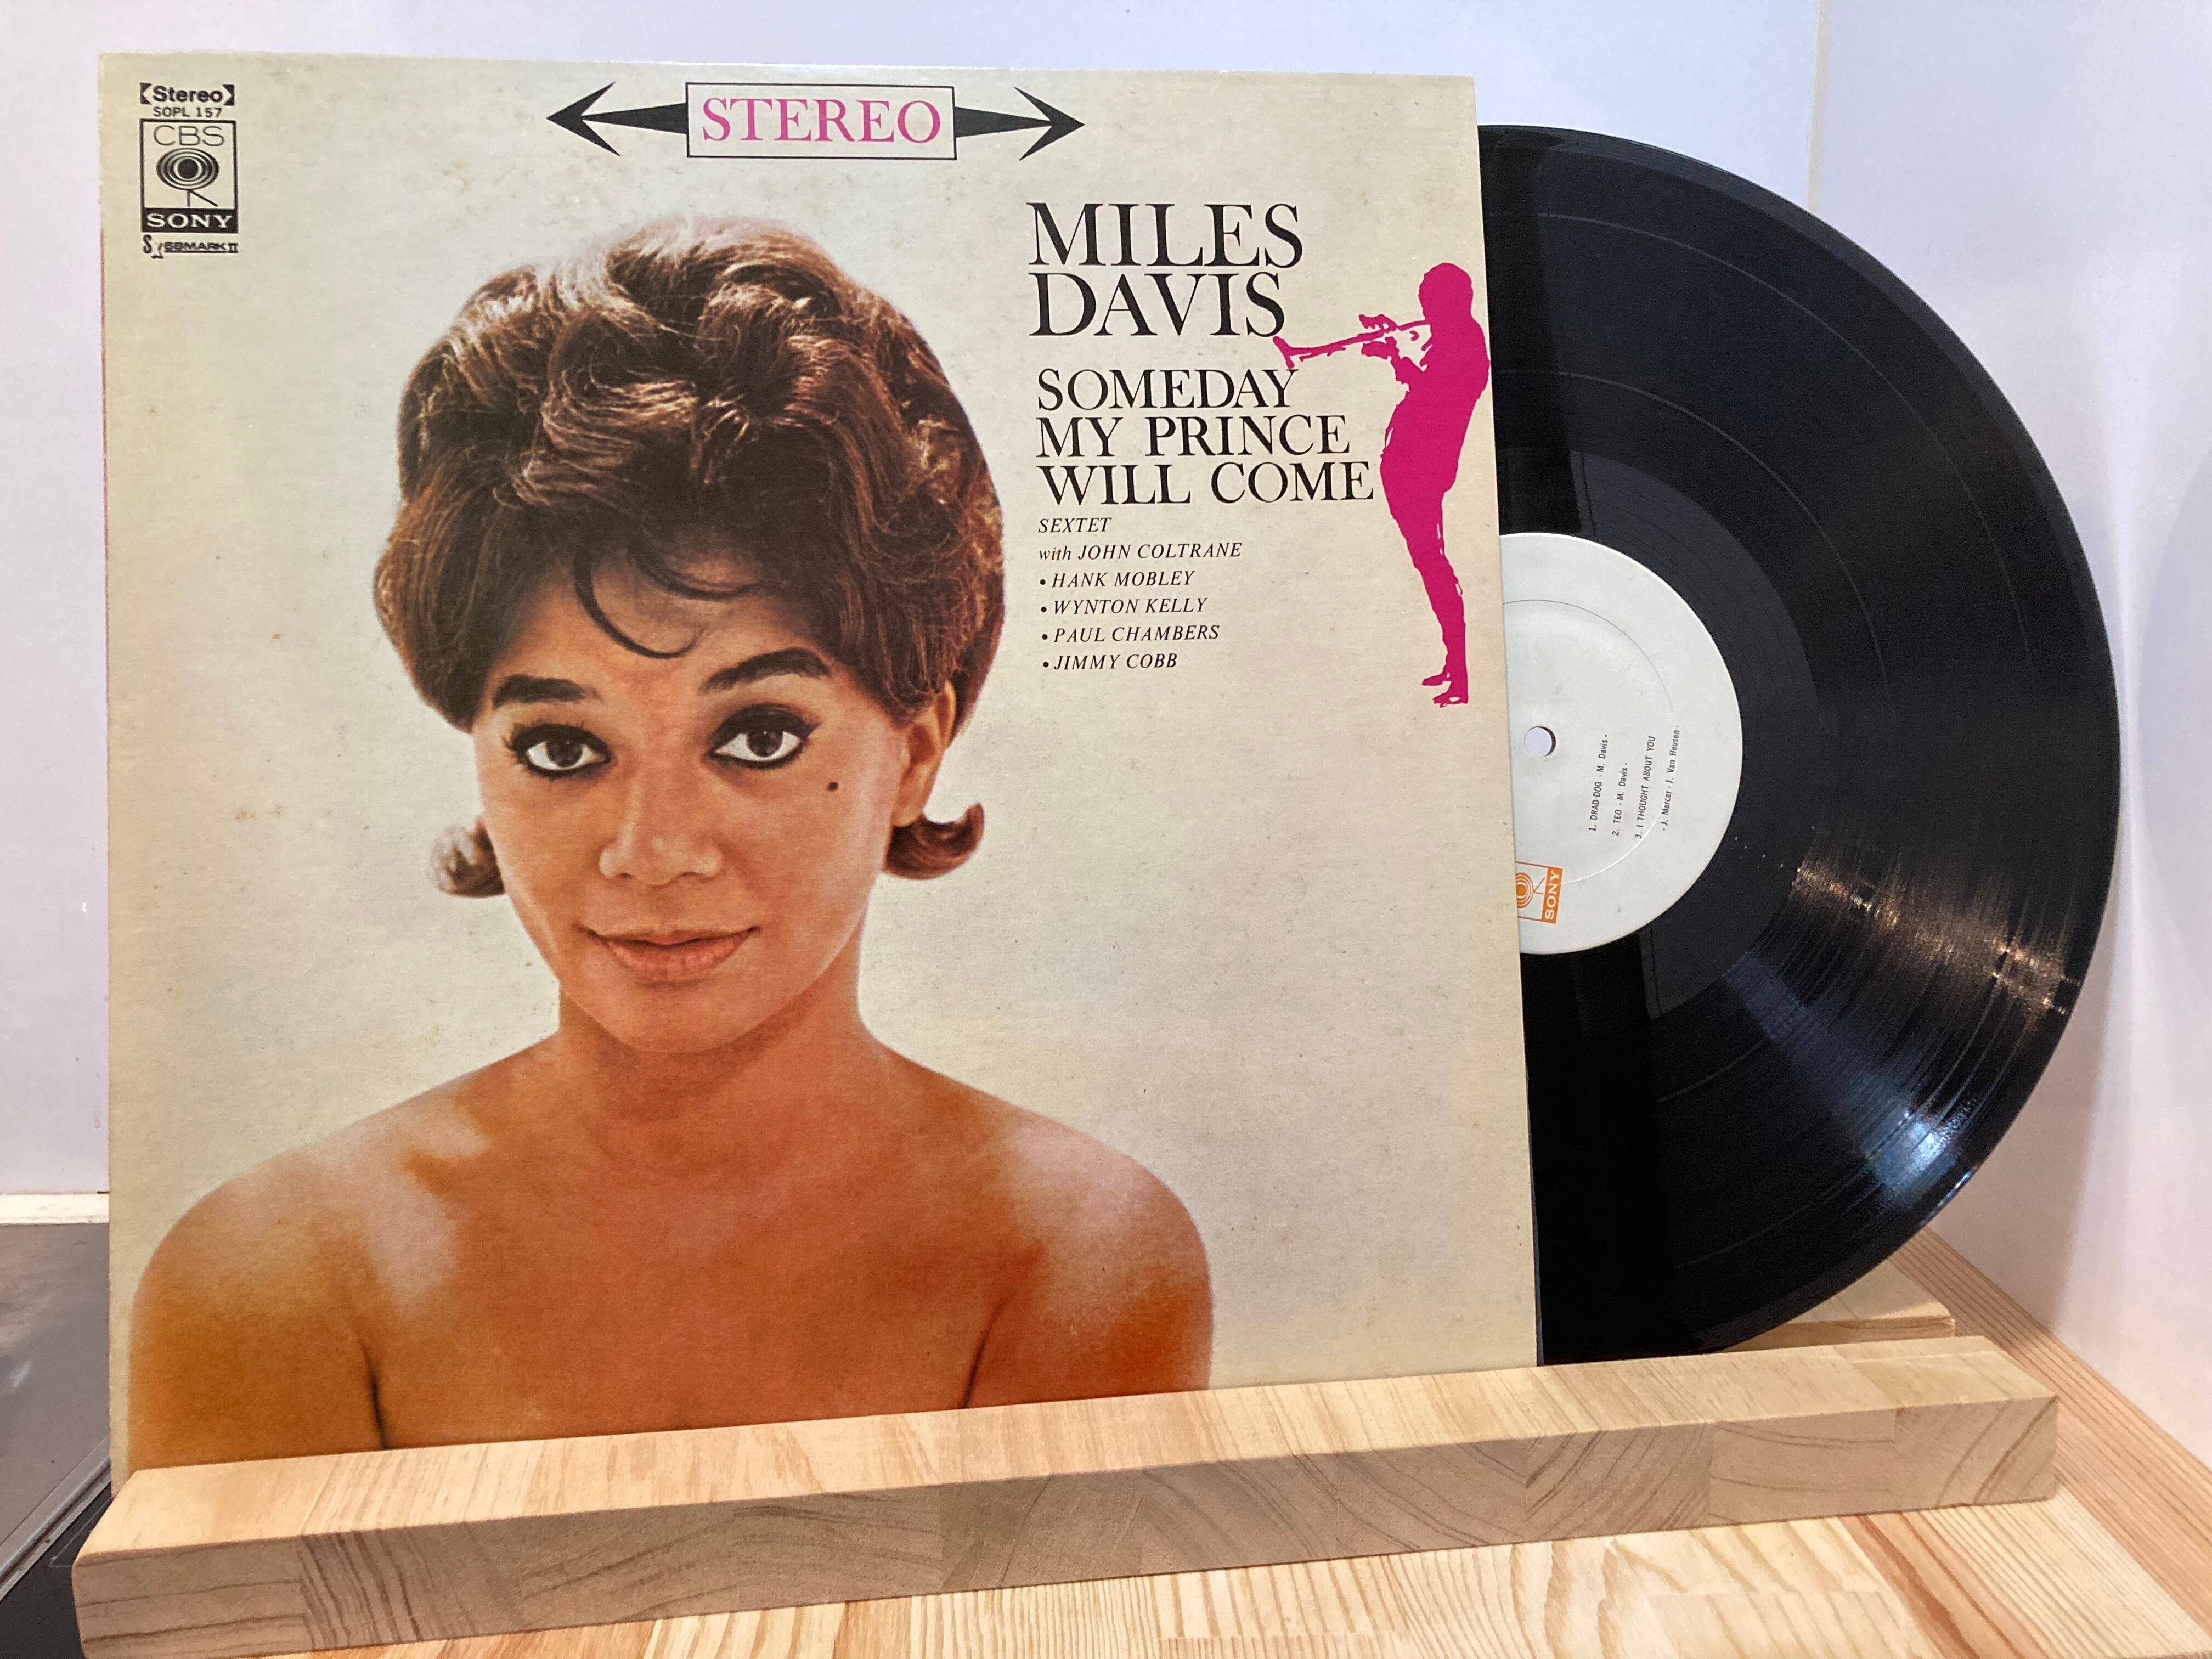 Stereo
SOPL 157
CBS
SONY
SX68MARK II
STEREO
MILES
DAVIS
SOMEDAY
MY PRINCE
WILL COME
SEXTET
with JOHN COLTRANE
• HANK MOBLEY
• WYNTON KELLY
• PAUL CHAMBERS
• JIMMY COBB
1. DRAD-DOG - M. Davis -
2. TEO - M. Davis -
3. I THOUGHT ABOUT YOU
- J. Mercer - J. Van Heusen -
SONY